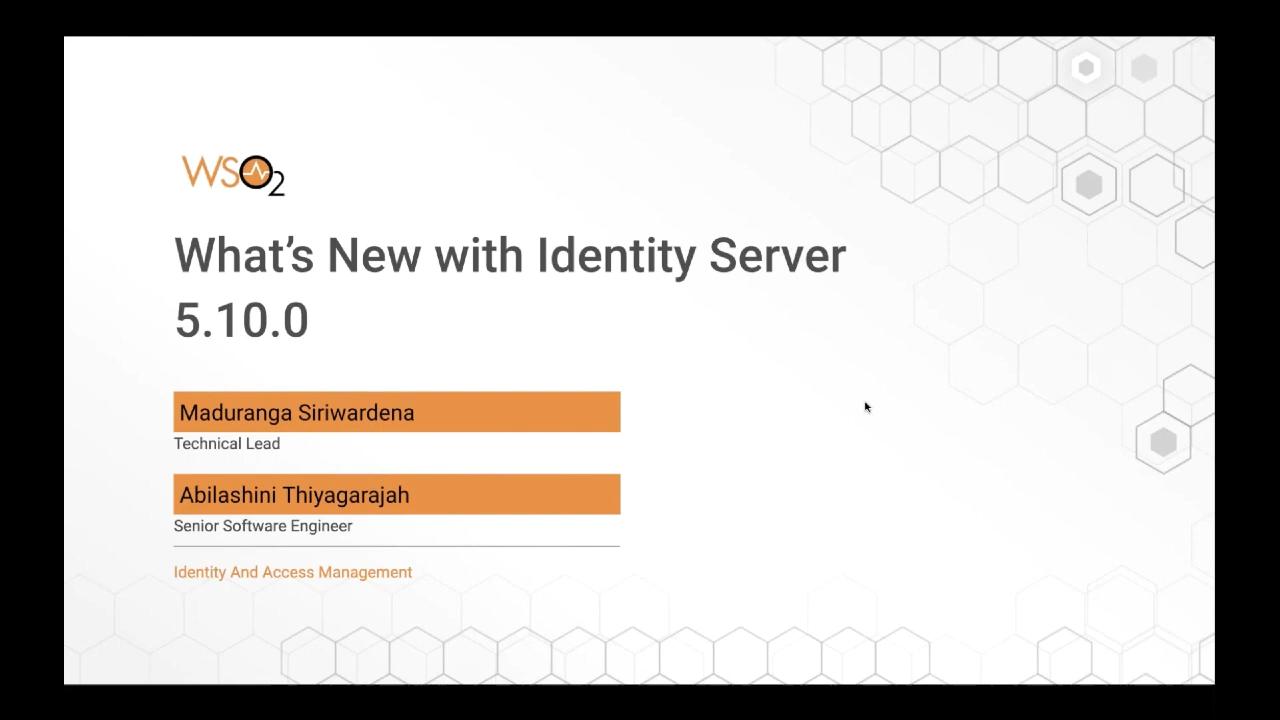 WSO2
What's New with Identity Server
5.10.0
Maduranga Siriwardena
Technical Lead
Abilashini Thiyagarajah
Senior Software Engineer
Identity And Access Management